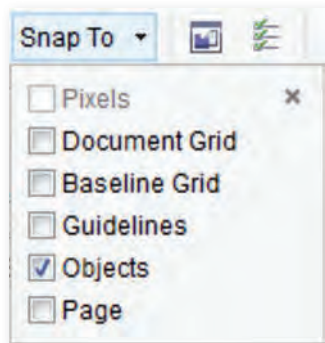 Snap To
Pixels
Document Grid
Baseline Grid
Guidelines
Objects
Page